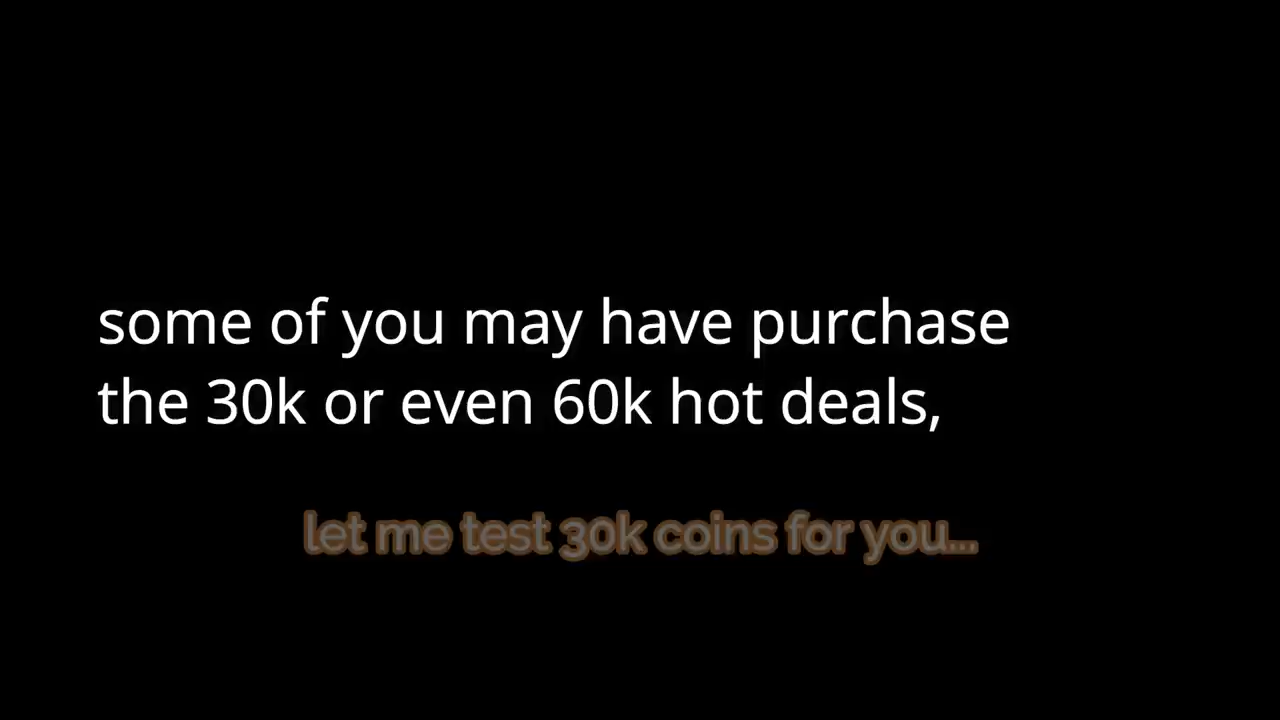 some of you may have purchase
the 30k or even 60k hot deals,
let me test 30k coins for you...